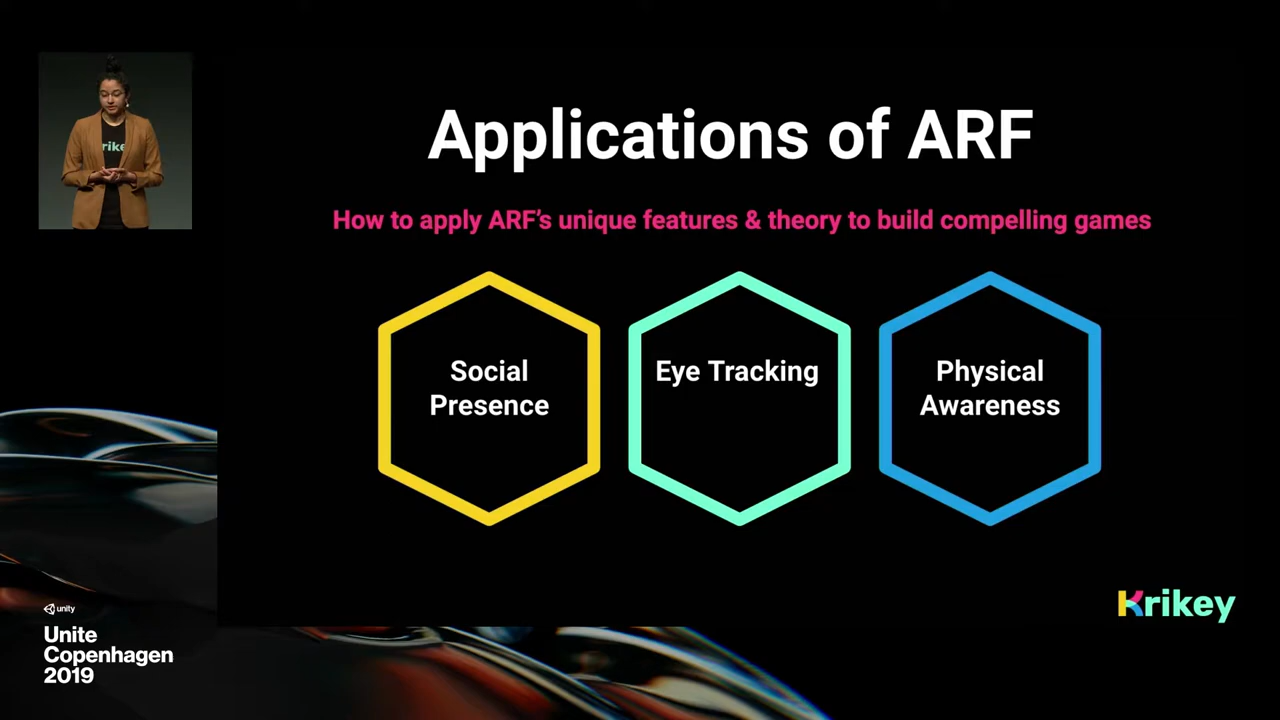 Applications of ARF
How to apply ARF's unique features & theory to build compelling games
Social
Presence
Eye Tracking
Physical
Awareness
Krikey
rike
unity
Unite
Copenhagen
2019